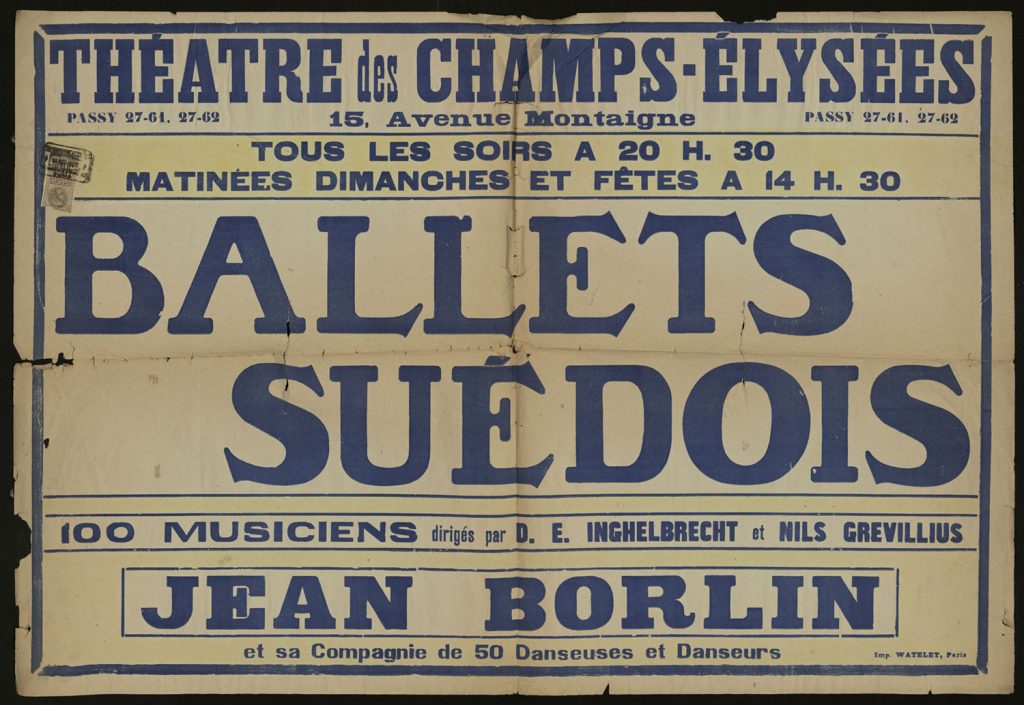 THÉATRE des CHAMPS-ÉLYSÉES
PASSY 27-61, 27-62 15, Avenue Montaigne PASSY 27-61, 27-62
TOUS LES SOIRS A 20 H. 30
MATINÉES DIMANCHES ET FÊTES A 14 H. 30
BALLETS
SUÉDOIS
100 MUSICIENS dirigés par D. E. INGHELBRECHT et NILS GREVILLIUS
JEAN BORLIN
et sa Compagnie de 50 Danseuses et Danseurs
Imp. WATELET, Paris